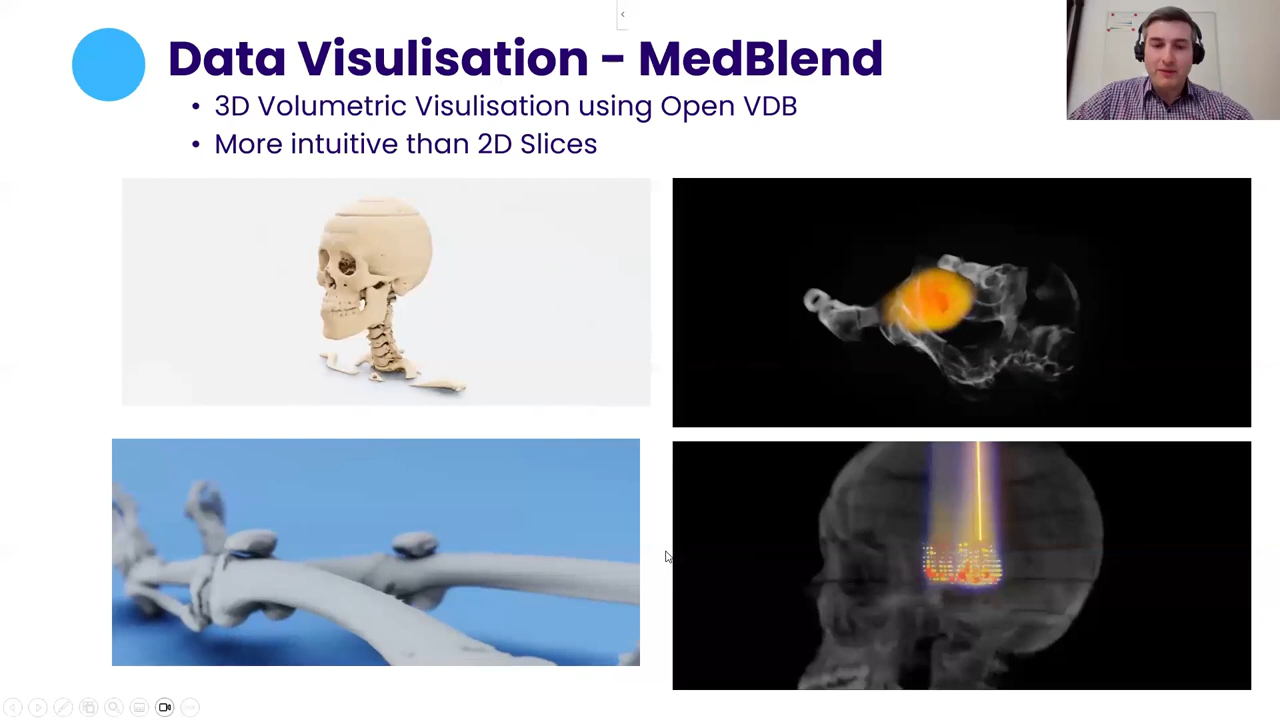 Data Visulisation - MedBlend
• 3D Volumetric Visulisation using Open VDB
• More intuitive than 2D Slices